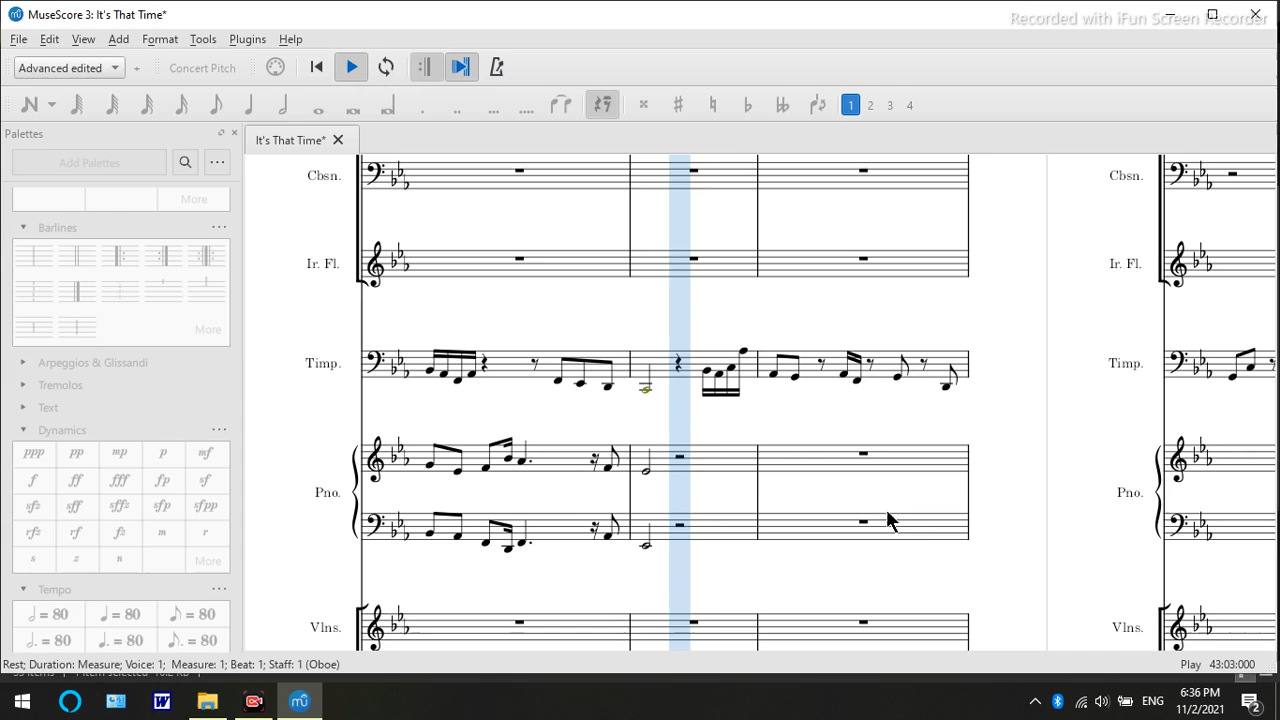 MuseScore 3: It's That Time*
Recorded with iFun Screen Recorder
File Edit View Add Format Notes Tools Plugins Help
Advanced edited
+
Concert Pitch
1 2 3 4
Palettes
It's That Time*
Add Palettes
More
Barlines
More
Arpeggios & Glissandi
Tremolos
Text
Dynamics
ppp pp mp p mf
f ff fff fp sf
sfz sff sffz sfp sfpp
rfz rf fz m r
s z n More
Tempo
= 80 = 80 = 80
= 80 = 80 = 80
Cbsn.
Ir. Fl.
Timp.
Pno.
Vlns.
Cbsn.
Ir. Fl.
Timp.
Pno.
Vlns.
Rest; Duration: Measure; Voice: 1; Measure: 1; Beat: 1; Staff: 1 (Oboe)
Play 43:03:000
ENG
6:36 PM
11/2/2021
2